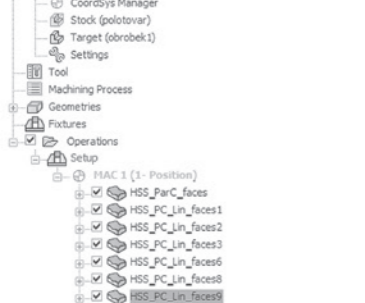 CoordSys Manager
Stock (polotovar)
Target (obrobek1)
Settings
Tool
Machining Process
Geometries
Fixtures
Operations
Setup
MAC 1 (1- Position)
HSS_ParC_faces
HSS_PC_Lin_faces1
HSS_PC_Lin_faces2
HSS_PC_Lin_faces3
HSS_PC_Lin_faces6
HSS_PC_Lin_faces8
HSS_PC_Lin_faces9